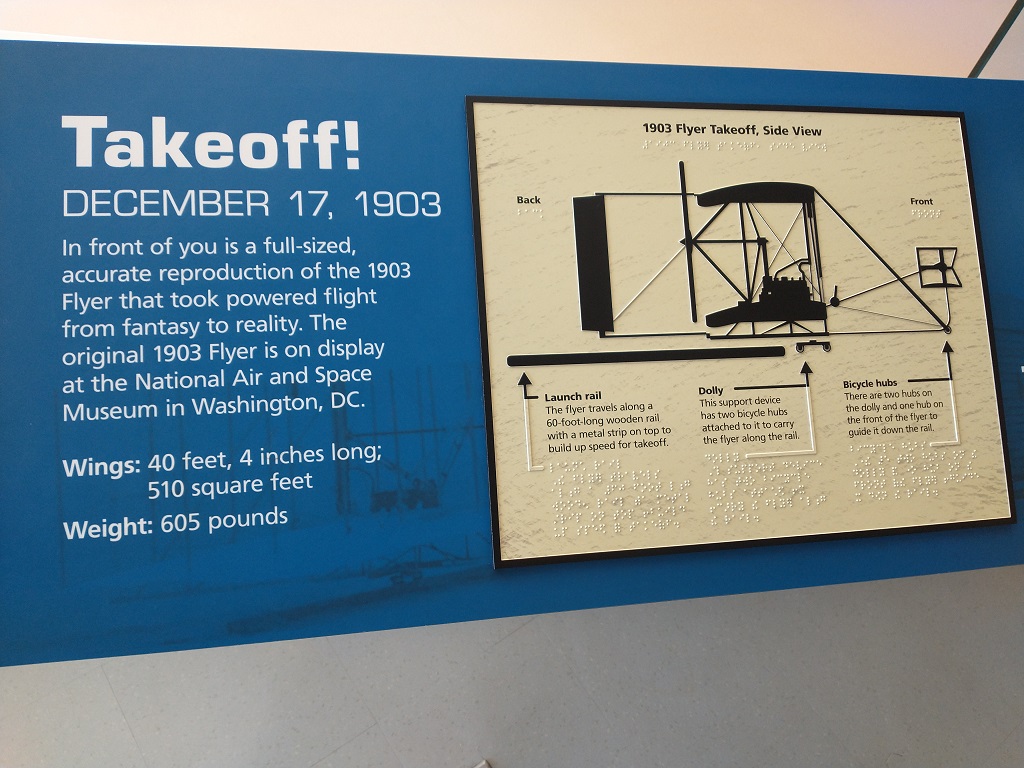 Takeoff!
DECEMBER 17, 1903
In front of you is a full-sized,
accurate reproduction of the 1903
Flyer that took powered flight
from fantasy to reality. The
original 1903 Flyer is on display
at the National Air and Space
Museum in Washington, DC.
Wings: 40 feet, 4 inches long;
510 square feet
Weight: 605 pounds
1903 Flyer Takeoff, Side View
Back
Front
Launch rail
The flyer travels along a
60-foot-long wooden rail
with a metal strip on top to
build up speed for takeoff.
Dolly
This support device
has two bicycle hubs
attached to it to carry
the flyer along the rail.
Bicycle hubs
There are two hubs on
the dolly and one hub on
the front of the flyer to
guide it down the rail.